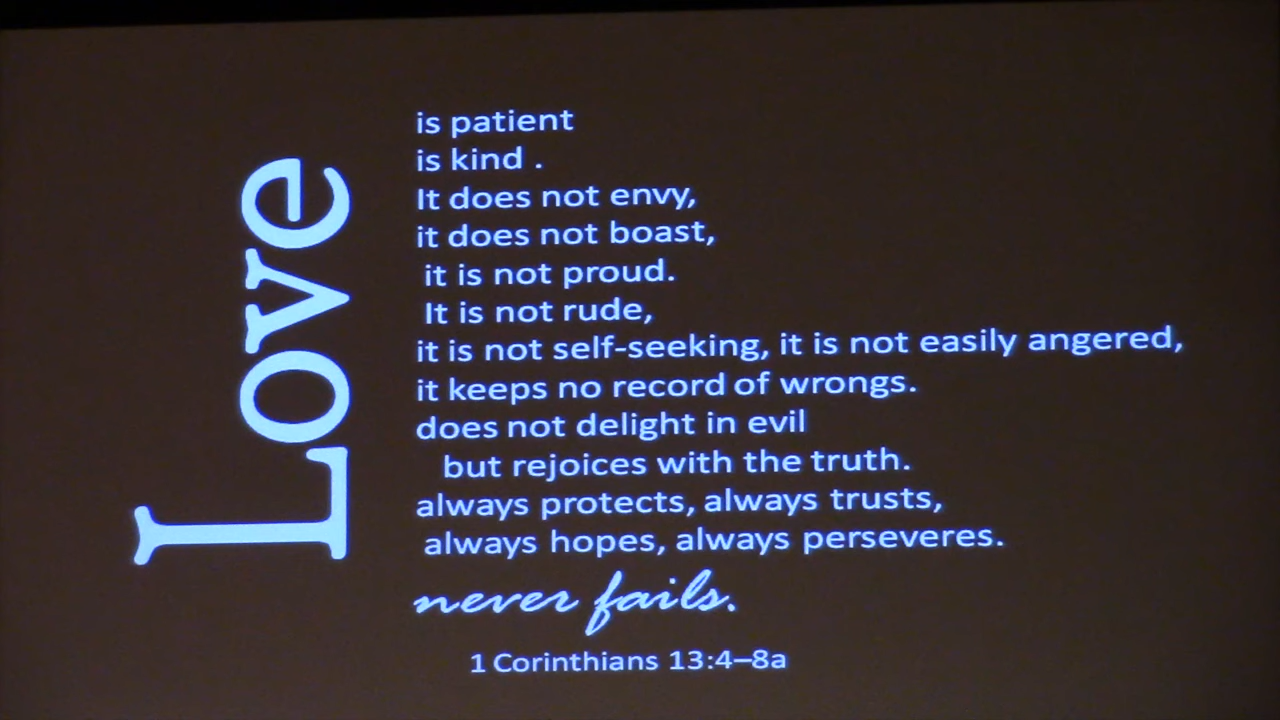 Love
is patient
is kind .
It does not envy,
it does not boast,
it is not proud.
It is not rude,
it is not self-seeking, it is not easily angered,
it keeps no record of wrongs.
does not delight in evil
but rejoices with the truth.
always protects, always trusts,
always hopes, always perseveres.
never fails.
1 Corinthians 13:4–8a